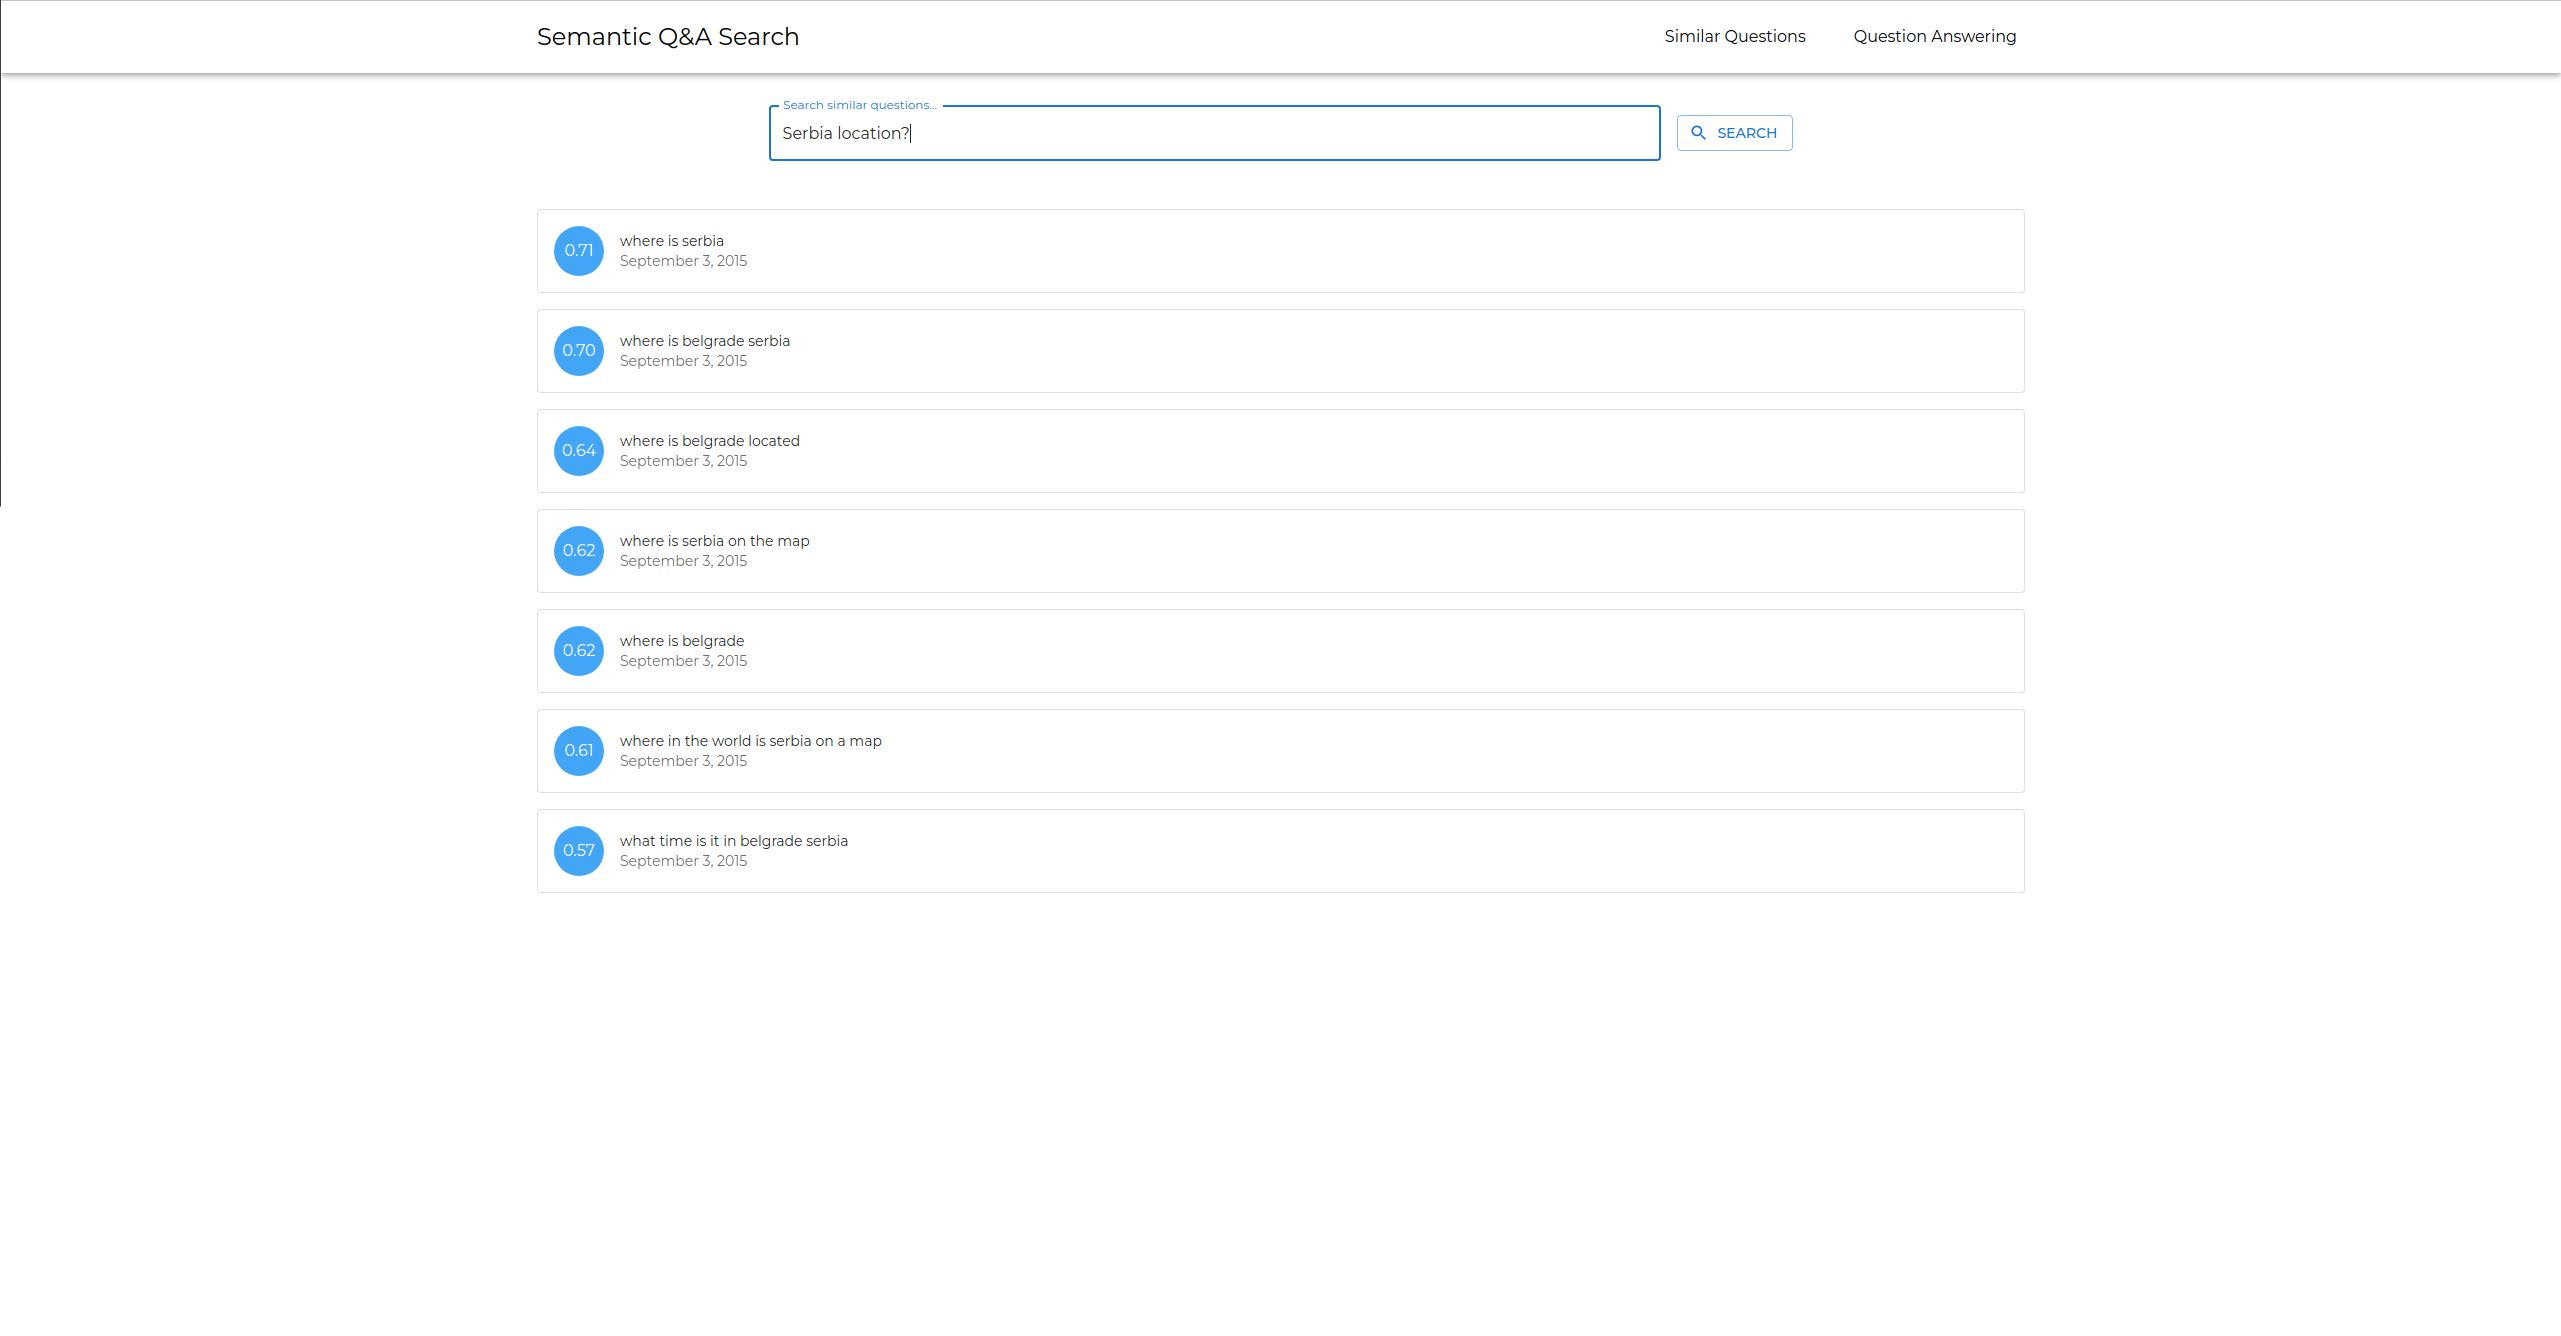 Semantic Q&A Search
Similar Questions
Question Answering
Search similar questions...
Serbia location?
SEARCH
0.71
where is serbia
September 3, 2015
0.70
where is belgrade serbia
September 3, 2015
0.64
where is belgrade located
September 3, 2015
0.62
where is serbia on the map
September 3, 2015
0.62
where is belgrade
September 3, 2015
0.61
where in the world is serbia on a map
September 3, 2015
0.57
what time is it in belgrade serbia
September 3, 2015